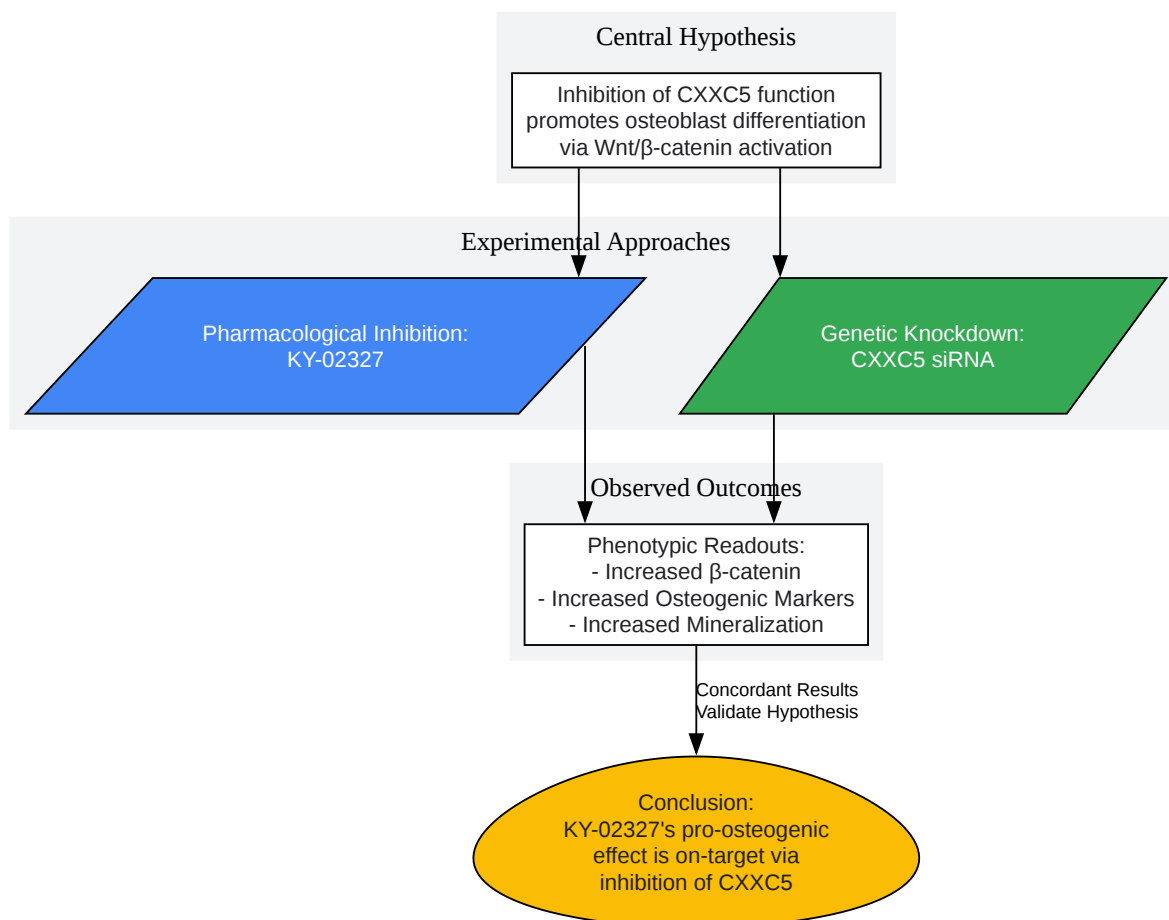 Central Hypothesis
Inhibition of CXXC5 function
promotes osteoblast differentiation
via Wnt/β-catenin activation
Experimental Approaches
Pharmacological Inhibition:
KY-02327
Genetic Knockdown:
CXXC5 siRNA
Observed Outcomes
Phenotypic Readouts:
- Increased β-catenin
- Increased Osteogenic Markers
- Increased Mineralization
Concordant Results
Validate Hypothesis
Conclusion:
KY-02327's pro-osteogenic
effect is on-target via
inhibition of CXXC5